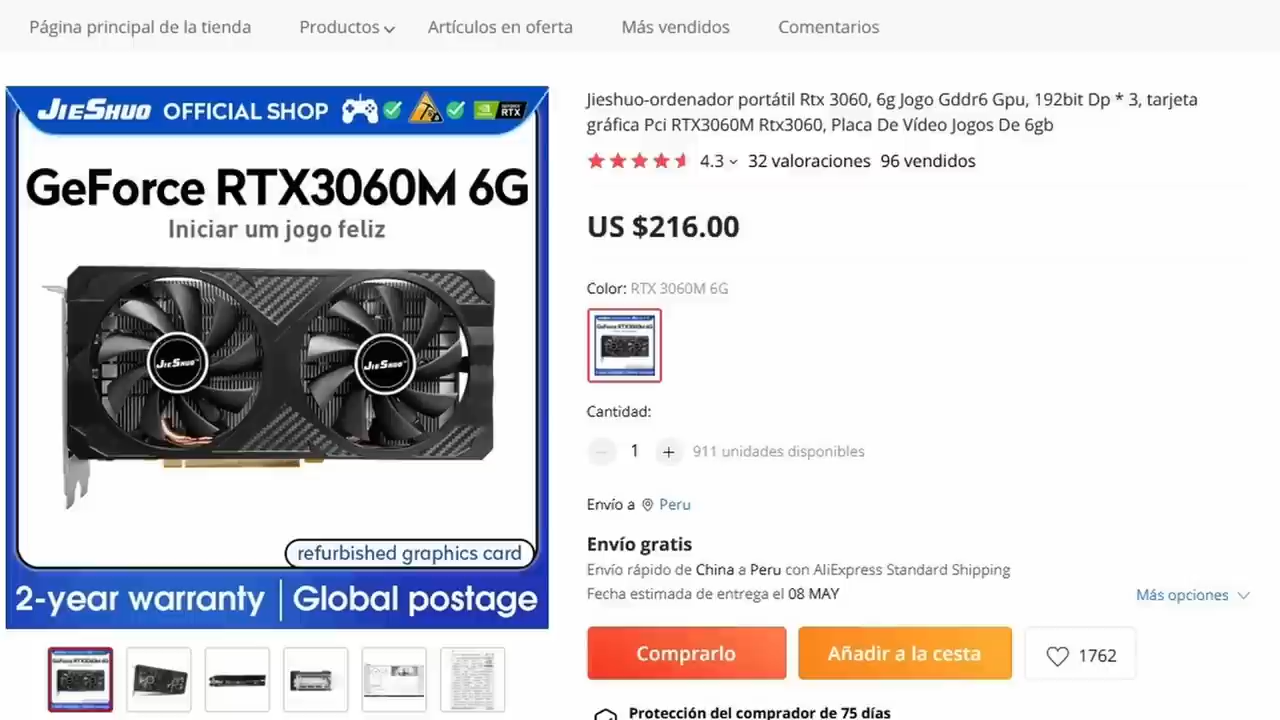 Página principal de la tienda
Productos
Artículos en oferta
Más vendidos
Comentarios
JIESHUO OFFICIAL SHOP
GEFORCE RTX
GeForce RTX3060M 6G
Iniciar um jogo feliz
JIESHUO
JIESHUO
refurbished graphics card
2-year warranty | Global postage
Jieshuo-ordenador portátil Rtx 3060, 6g Jogo Gddr6 Gpu, 192bit Dp * 3, tarjeta
gráfica Pci RTX3060M Rtx3060, Placa De Vídeo Jogos De 6gb
4.3
32 valoraciones
96 vendidos
US $216.00
Color: RTX 3060M 6G
Cantidad:
− 1 + 911 unidades disponibles
Envío a Peru
Envío gratis
Envío rápido de China a Peru con AliExpress Standard Shipping
Fecha estimada de entrega el 08 MAY
Más opciones
Comprarlo
Añadir a la cesta
1762
Protección del comprador de 75 días